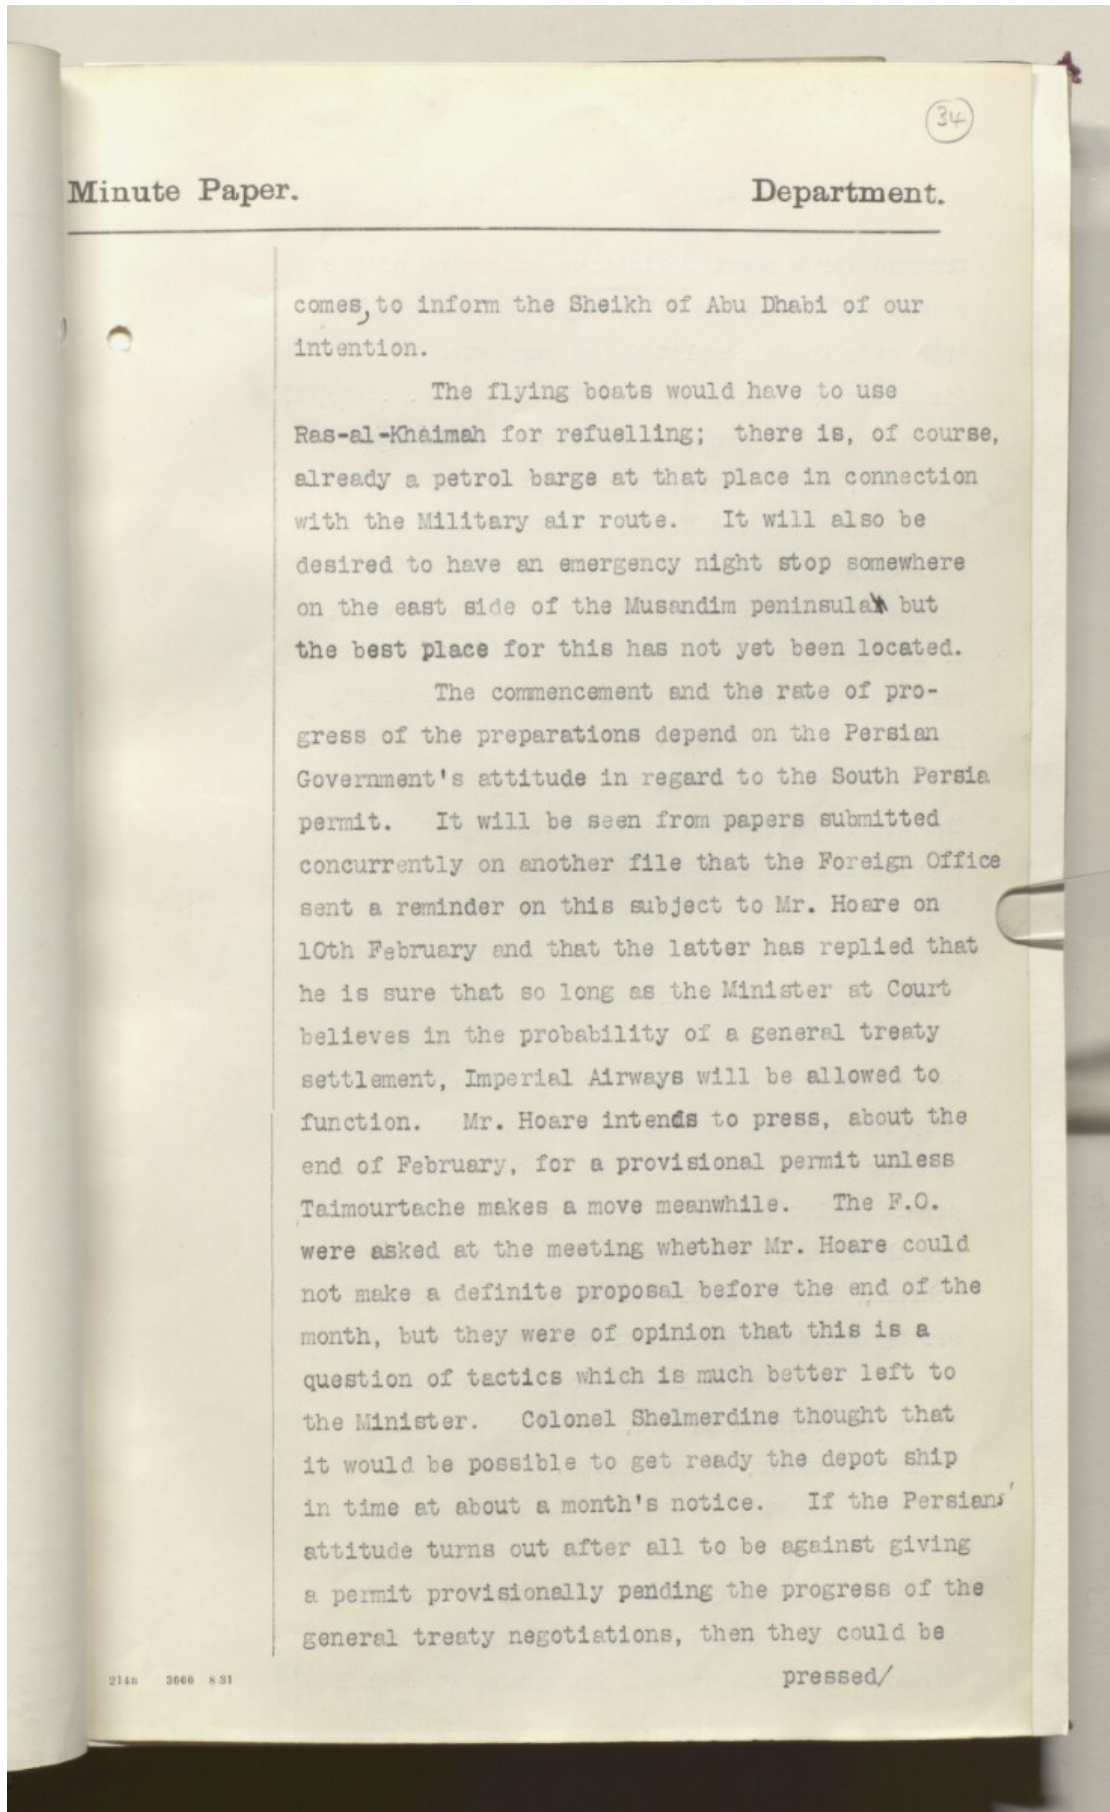 34
Minute Paper. Department.
comes, to inform the Sheikh of Abu Dhabi of our
intention.
The flying boats would have to use
Ras-al-Khaimah for refuelling; there is, of course,
already a petrol barge at that place in connection
with the Military air route. It will also be
desired to have an emergency night stop somewhere
on the east side of the Musandim peninsula but
the best place for this has not yet been located.
The commencement and the rate of pro-
gress of the preparations depend on the Persian
Government's attitude in regard to the South Persia
permit. It will be seen from papers submitted
concurrently on another file that the Foreign Office
sent a reminder on this subject to Mr. Hoare on
10th February and that the latter has replied that
he is sure that so long as the Minister at Court
believes in the probability of a general treaty
settlement, Imperial Airways will be allowed to
function. Mr. Hoare intends to press, about the
end of February, for a provisional permit unless
Taimourtache makes a move meanwhile. The F.O.
were asked at the meeting whether Mr. Hoare could
not make a definite proposal before the end of the
month, but they were of opinion that this is a
question of tactics which is much better left to
the Minister. Colonel Shelmerdine thought that
it would be possible to get ready the depot ship
in time at about a month's notice. If the Persians'
attitude turns out after all to be against giving
a permit provisionally pending the progress of the
general treaty negotiations, then they could be
pressed/
214B 3000 8 31